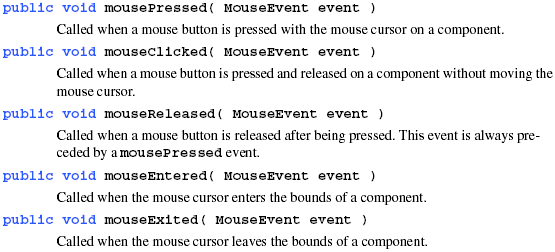 public void mousePressed( MouseEvent event )
Called when a mouse button is pressed with the mouse cursor on a component.
public void mouseClicked( MouseEvent event )
Called when a mouse button is pressed and released on a component without moving the
mouse cursor.
public void mouseReleased( MouseEvent event )
Called when a mouse button is released after being pressed. This event is always pre-
ceded by a mousePressed event.
public void mouseEntered( MouseEvent event )
Called when the mouse cursor enters the bounds of a component.
public void mouseExited( MouseEvent event )
Called when the mouse cursor leaves the bounds of a component.